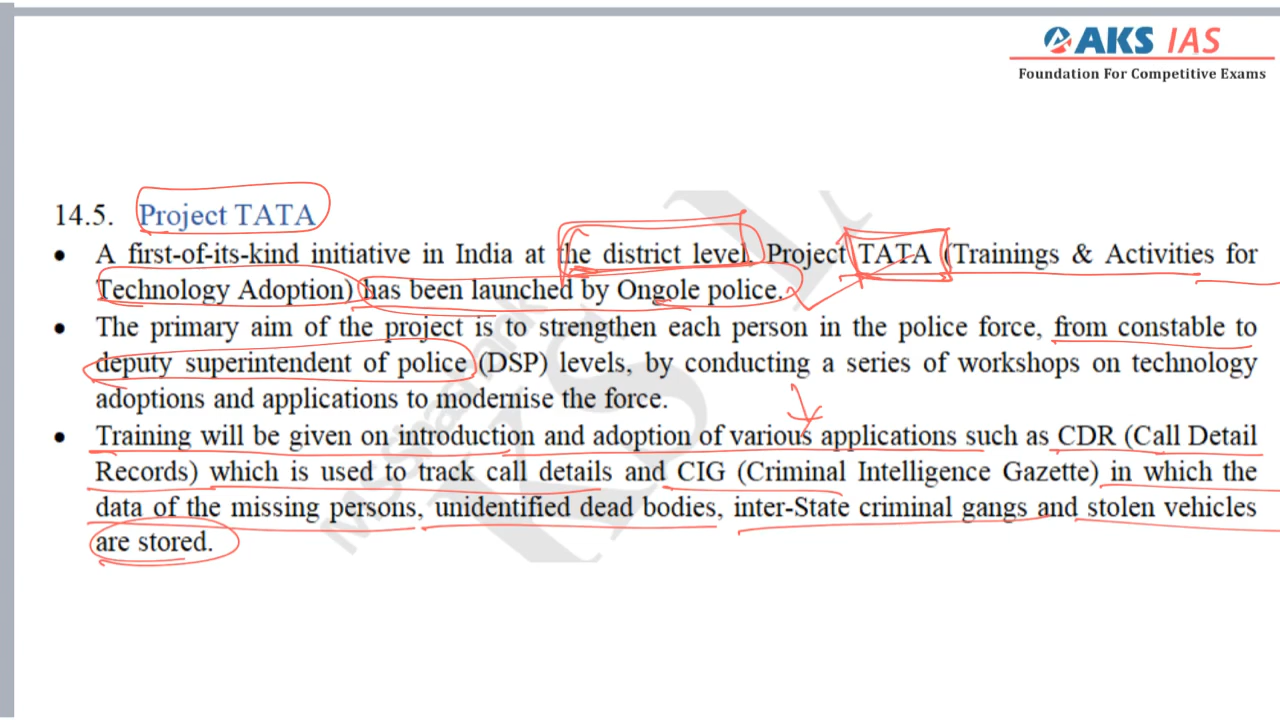 AKS IAS
Foundation For Competitive Exams
14.5. Project TATA
• A first-of-its-kind initiative in India at the district level. Project TATA (Trainings & Activities for
Technology Adoption) has been launched by Ongole police.
• The primary aim of the project is to strengthen each person in the police force, from constable to
deputy superintendent of police (DSP) levels, by conducting a series of workshops on technology
adoptions and applications to modernise the force.
• Training will be given on introduction and adoption of various applications such as CDR (Call Detail
Records) which is used to track call details and CIG (Criminal Intelligence Gazette) in which the
data of the missing persons, unidentified dead bodies, inter-State criminal gangs and stolen vehicles
are stored.